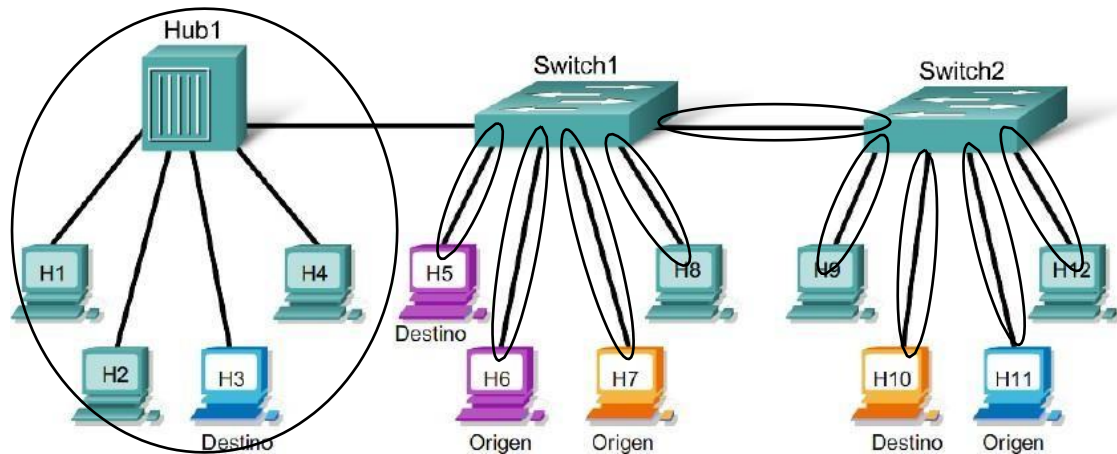 Hub1
Switch1
Switch2
H1
H4
H5
H8
H9
H12
Destino
H2
H3
H6
H7
H10
H11
Destino
Origen
Origen
Destino
Origen